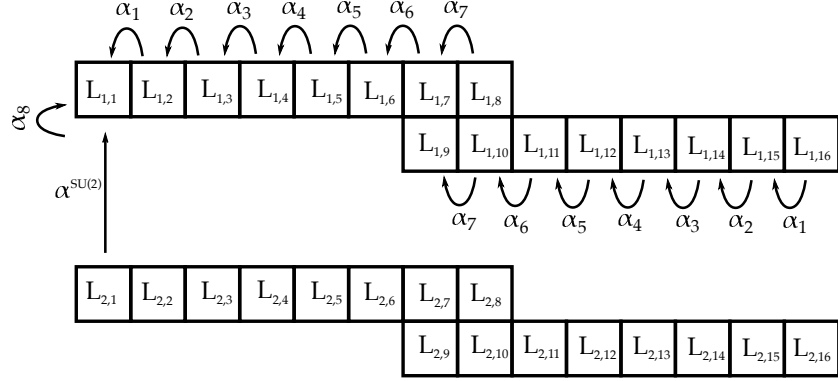 α₁ α₂ α₃ α₄ α₅ α₆ α₇
L₁,₁ L₁,₂ L₁,₃ L₁,₄ L₁,₅ L₁,₆ L₁,₇ L₁,₈
α₈
L₁,₉ L₁,₁₀ L₁,₁₁ L₁,₁₂ L₁,₁₃ L₁,₁₄ L₁,₁₅ L₁,₁₆
α^SU(2)
α₇ α₆ α₅ α₄ α₃ α₂ α₁
L₂,₁ L₂,₂ L₂,₃ L₂,₄ L₂,₅ L₂,₆ L₂,₇ L₂,₈
L₂,₉ L₂,₁₀ L₂,₁₁ L₂,₁₂ L₂,₁₃ L₂,₁₄ L₂,₁₅ L₂,₁₆